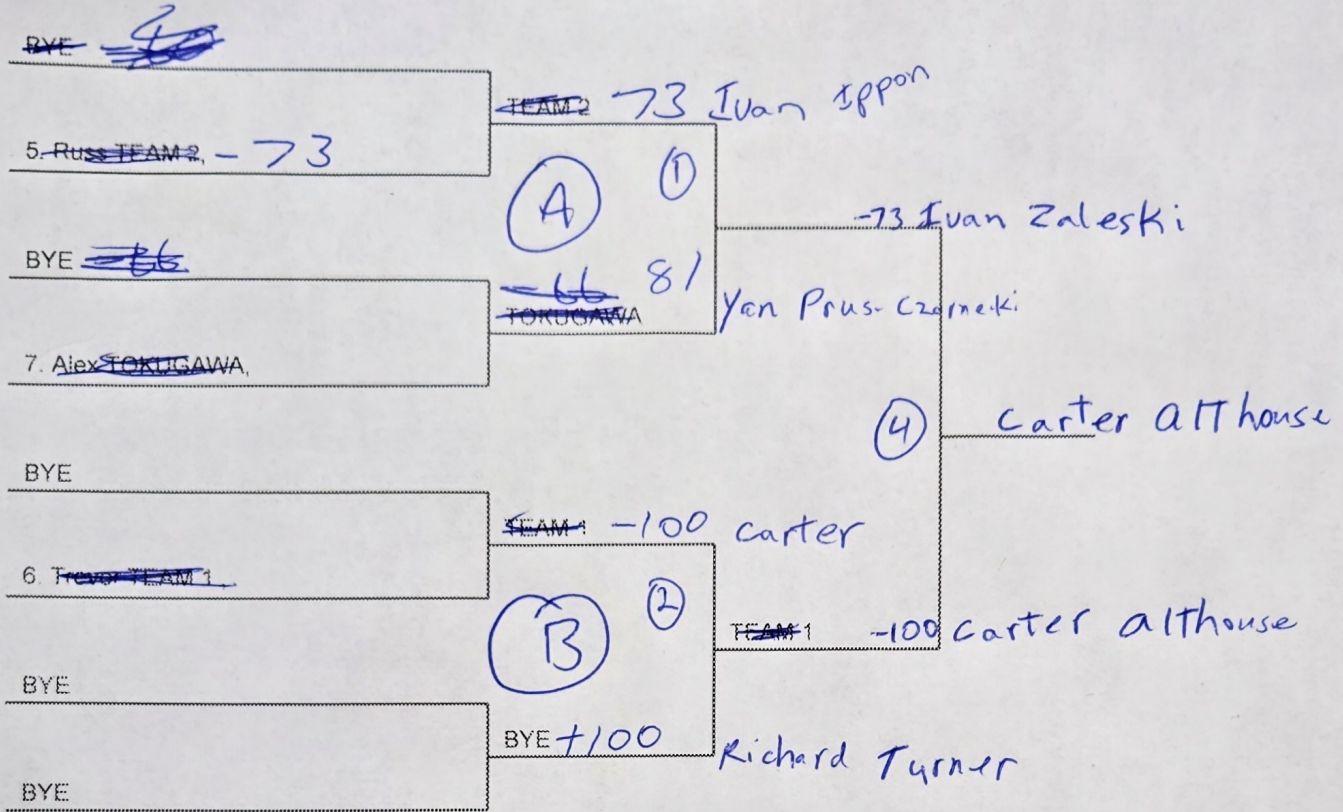 BYE
TEAM 2 73 Ivan Ippon
5. Russ TEAM 2, -73
A 1
-73 Ivan Zaleski
BYE -66
-66 81
TOKUGAWA Yan Prus-Czarnecki
7. Alex TOKUGAWA,
4 Carter althouse
BYE
TEAM 1 -100 Carter
6. Trevor TEAM 1,
B 2
TEAM 1 -100 Carter althouse
BYE
BYE +100 Richard Turner
BYE